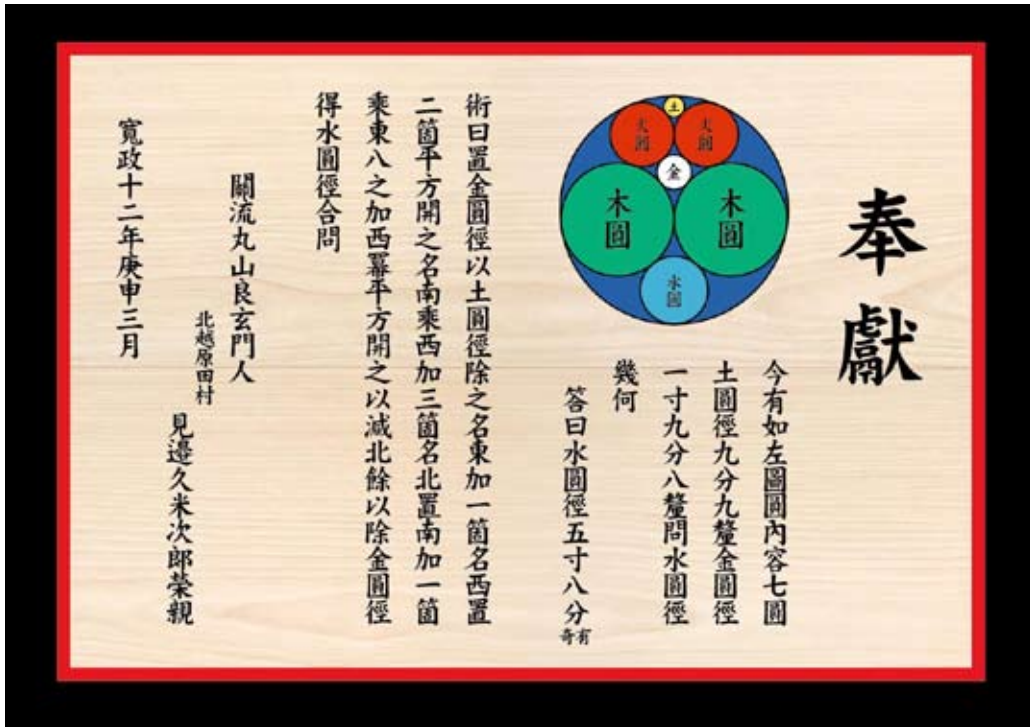 奉獻
今有如左圖圓內容七圓
土圓徑九分九釐金圓徑
一寸九分八釐問水圓徑
幾何
答曰水圓徑五寸八分有奇
土
火圓
火圓
金
木圓
木圓
水圓
術曰置金圓徑以土圓徑除之名東加一箇名西置
二箇平方開之名南乘西加三箇名北置南加一箇
乘東八之加西羃平方開之以減北餘以除金圓徑
得水圓徑合問
關流丸山良玄門人
北越原田村
見邊久米次郎榮親
寬政十二年庚申三月